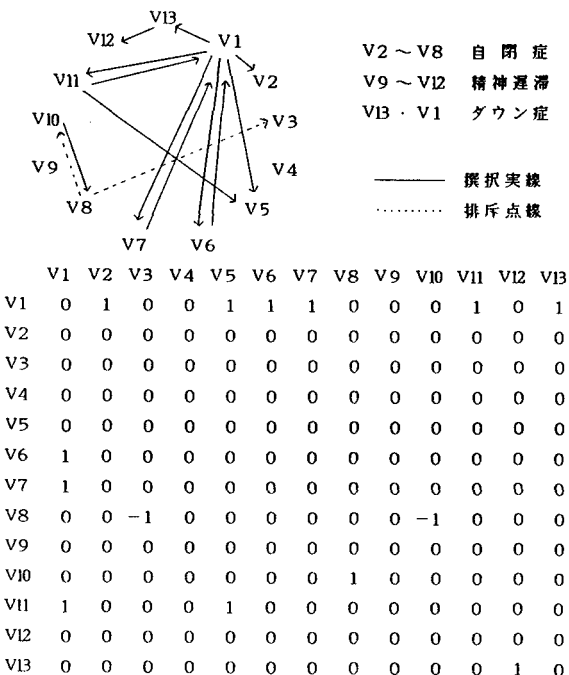 V13
V12 V1
V11 V2
V10 V3
V9 V4
V8 V5
V7 V6
V2～V8 自閉症
V9～V12 精神遅滞
V13・V1 ダウン症
撰択実線
排斥点線
V1 V2 V3 V4 V5 V6 V7 V8 V9 V10 V11 V12 V13
V1 0 1 0 0 1 1 1 0 0 0 1 0 1
V2 0 0 0 0 0 0 0 0 0 0 0 0 0
V3 0 0 0 0 0 0 0 0 0 0 0 0 0
V4 0 0 0 0 0 0 0 0 0 0 0 0 0
V5 0 0 0 0 0 0 0 0 0 0 0 0 0
V6 1 0 0 0 0 0 0 0 0 0 0 0 0
V7 1 0 0 0 0 0 0 0 0 0 0 0 0
V8 0 0 −1 0 0 0 0 0 0 −1 0 0 0
V9 0 0 0 0 0 0 0 0 0 0 0 0 0
V10 0 0 0 0 0 0 0 1 0 0 0 0 0
V11 1 0 0 0 1 0 0 0 0 0 0 0 0
V12 0 0 0 0 0 0 0 0 0 0 0 0 0
V13 0 0 0 0 0 0 0 0 0 0 0 1 0